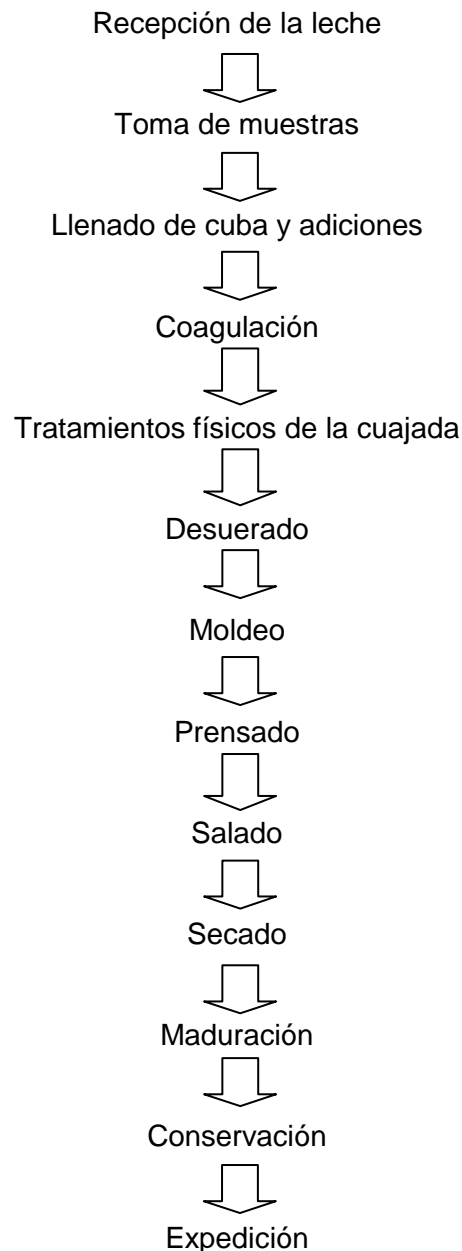 Recepción de la leche
Toma de muestras
Llenado de cuba y adiciones
Coagulación
Tratamientos físicos de la cuajada
Desuerado
Moldeo
Prensado
Salado
Secado
Maduración
Conservación
Expedición